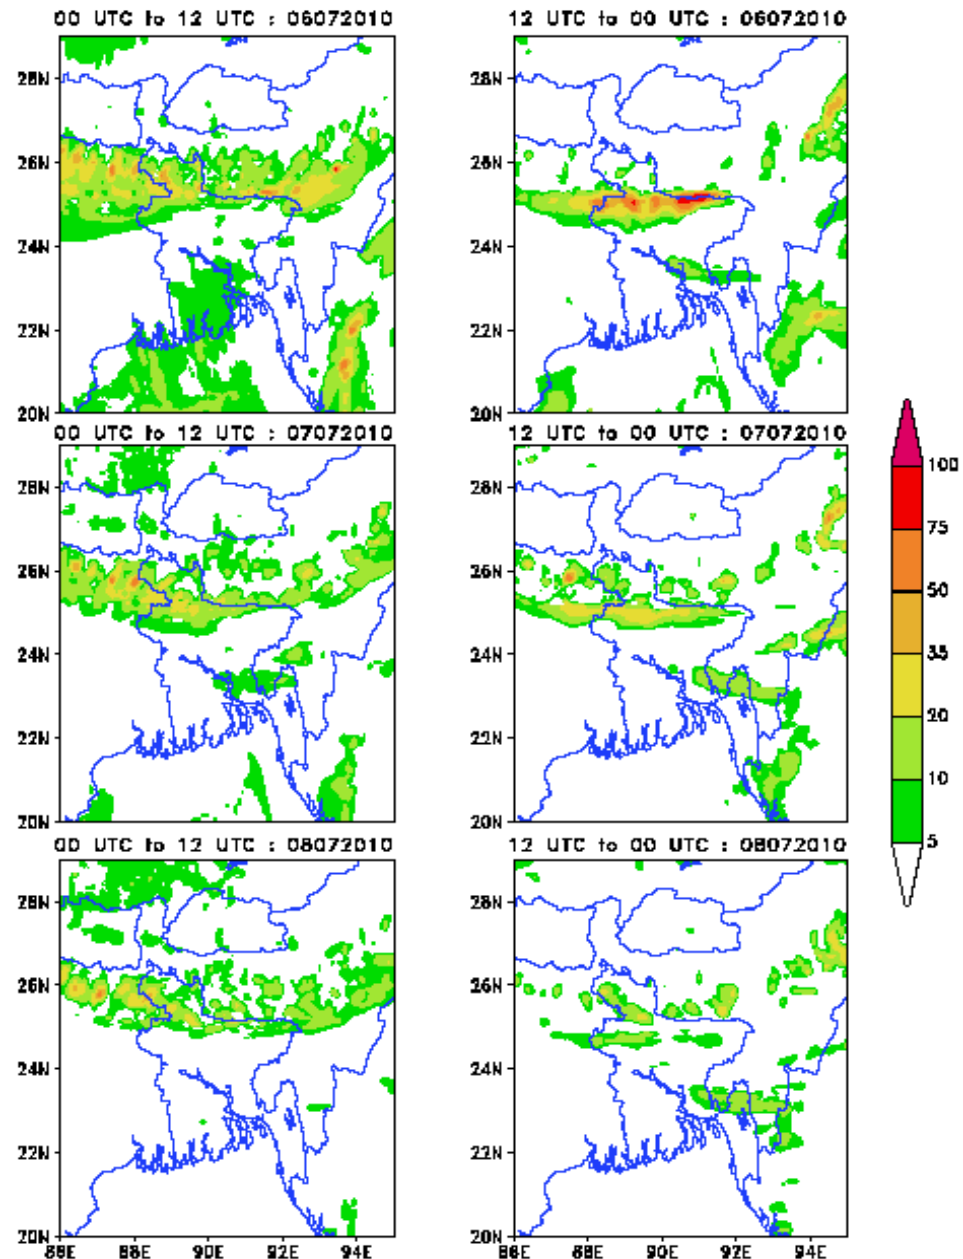 00 UTC to 12 UTC : 06072010
12 UTC to 00 UTC : 06072010
28N
26N
24N
22N
20N
28N
26N
24N
22N
20N
00 UTC to 12 UTC : 07072010
12 UTC to 00 UTC : 07072010
28N
26N
24N
22N
20N
28N
26N
24N
22N
20N
100
75
50
35
20
10
5
00 UTC to 12 UTC : 08072010
12 UTC to 00 UTC : 08072010
28N
26N
24N
22N
20N
28N
26N
24N
22N
20N
86E 88E 90E 92E 94E
86E 88E 90E 92E 94E